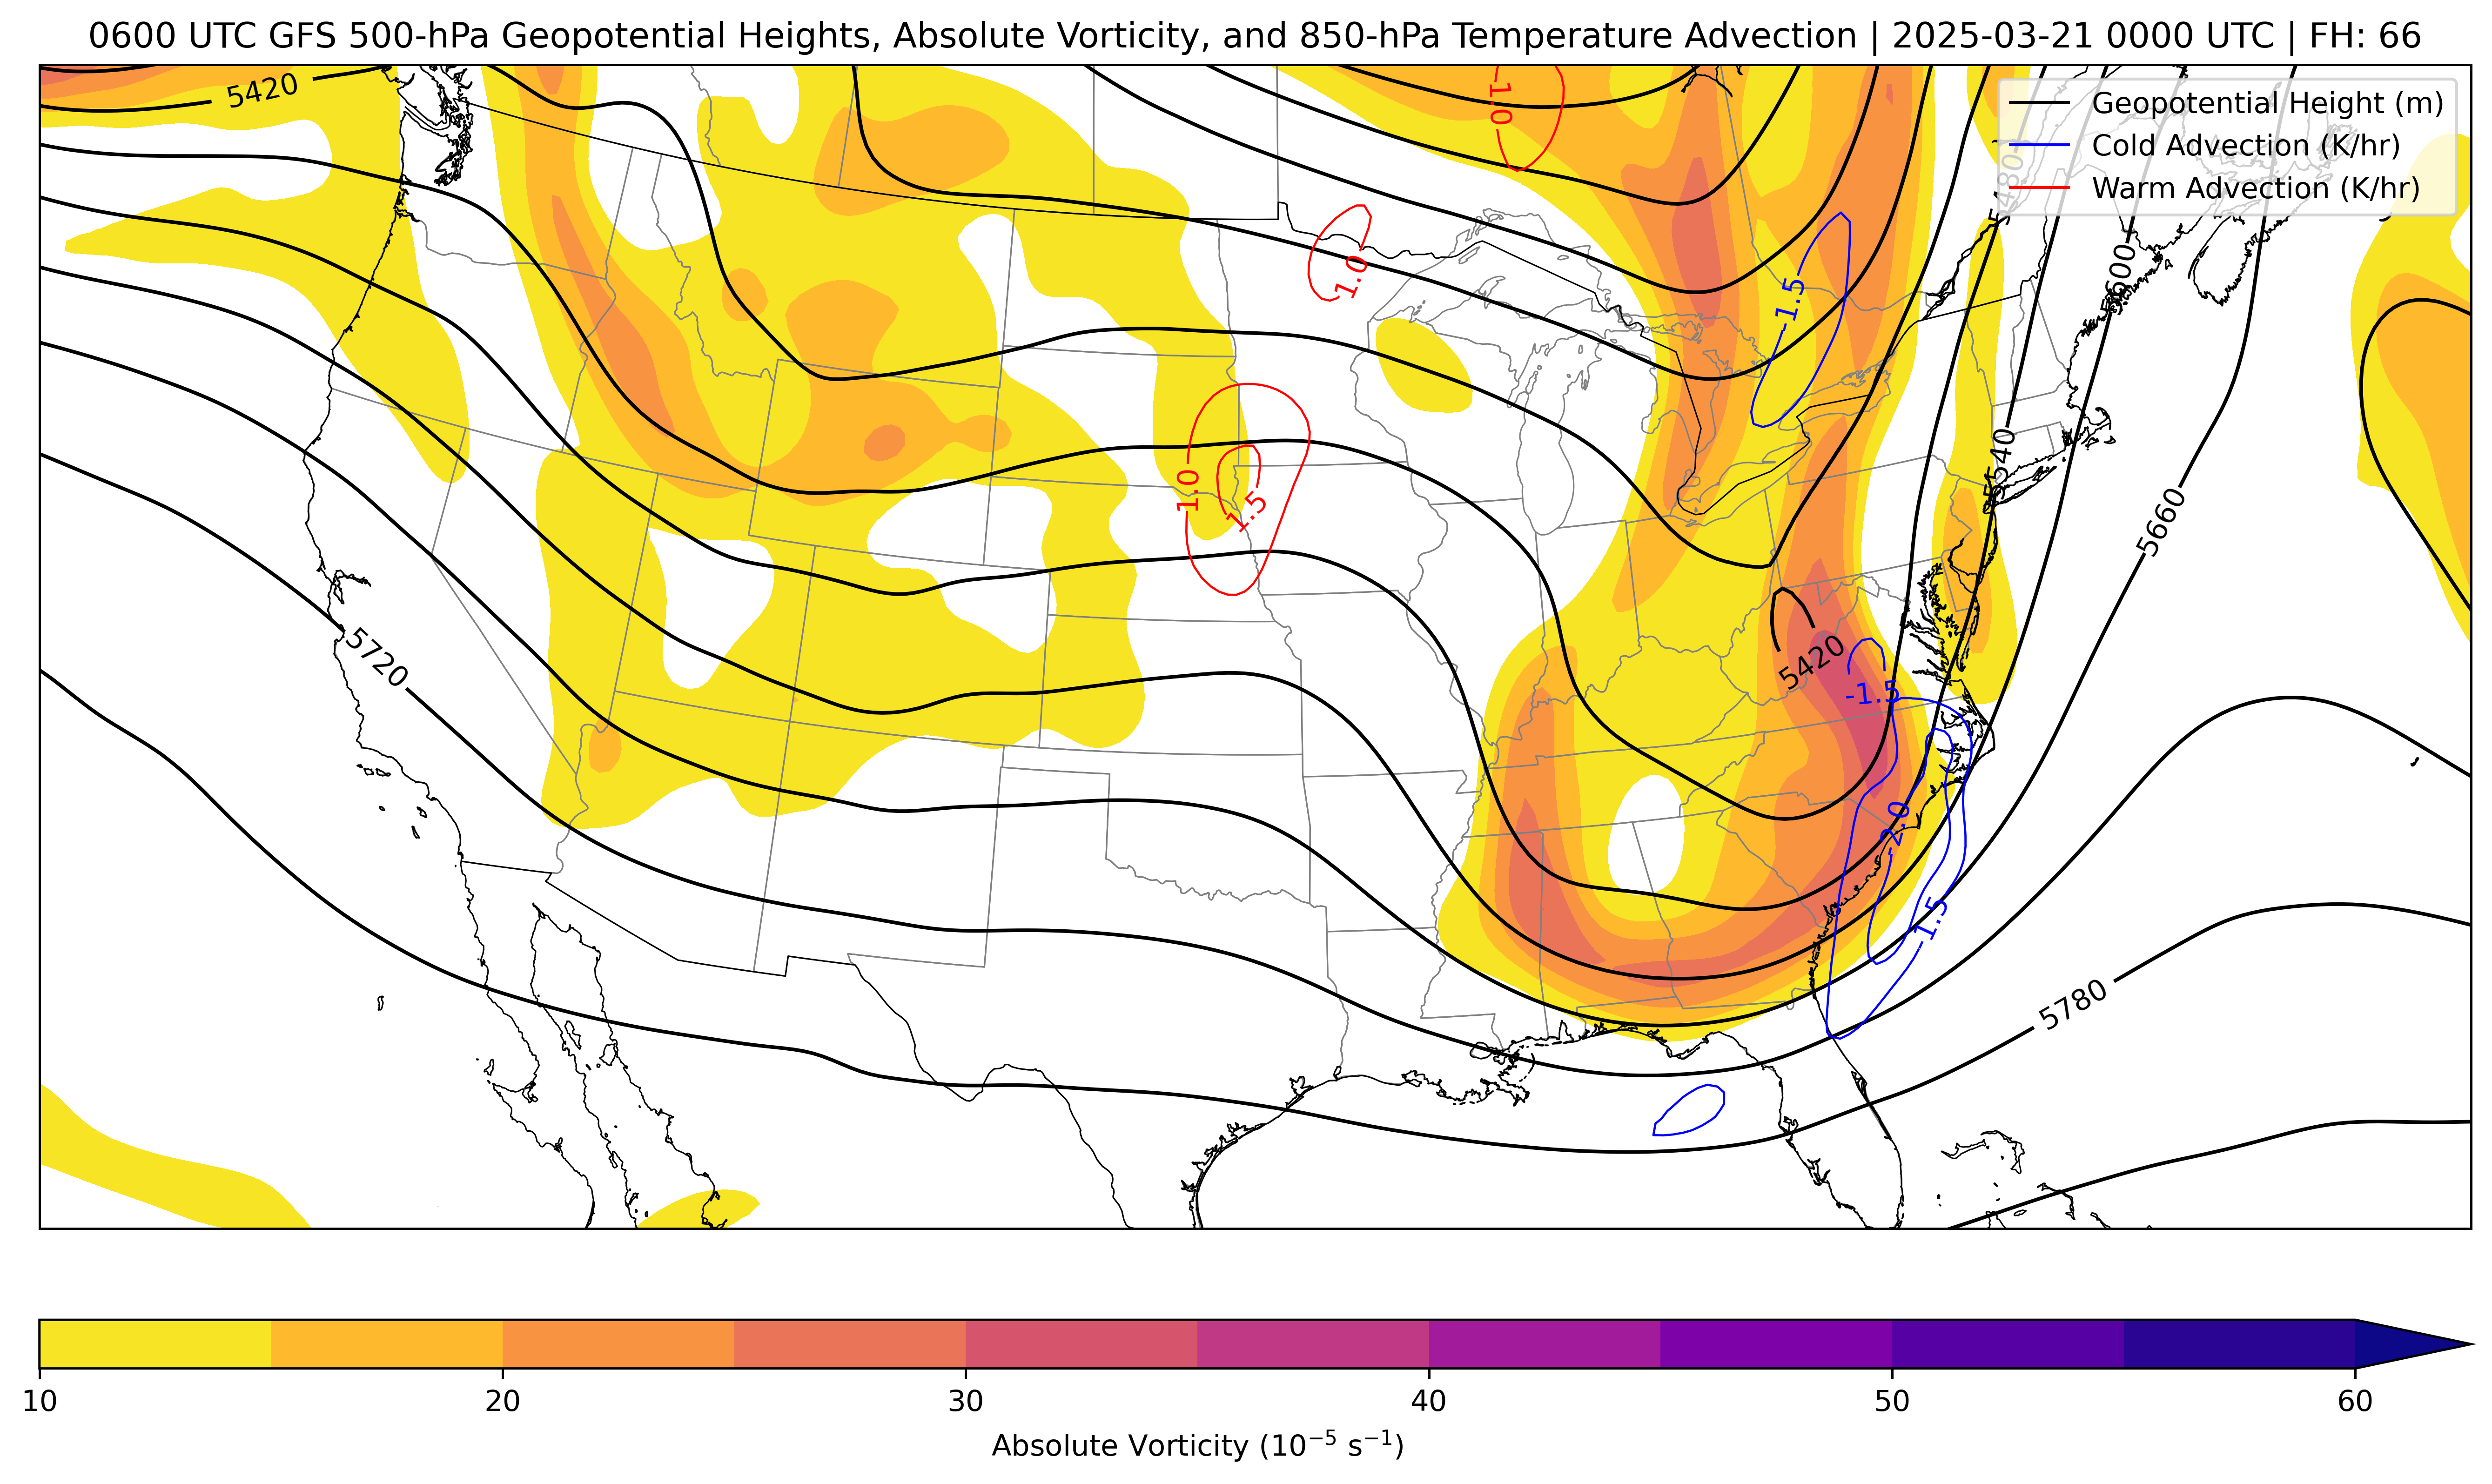 0600 UTC GFS 500-hPa Geopotential Heights, Absolute Vorticity, and 850-hPa Temperature Advection | 2025-03-21 0000 UTC | FH: 66
5420
1.0
Geopotential Height (m)
Cold Advection (K/hr)
Warm Advection (K/hr)
5480
5600
1.0
-1.5
5540
1.0
1.5
5660
5720
5420
-1.5
-2.0
-1.5
5780
10 20 30 40 50 60
Absolute Vorticity (10⁻⁵ s⁻¹)